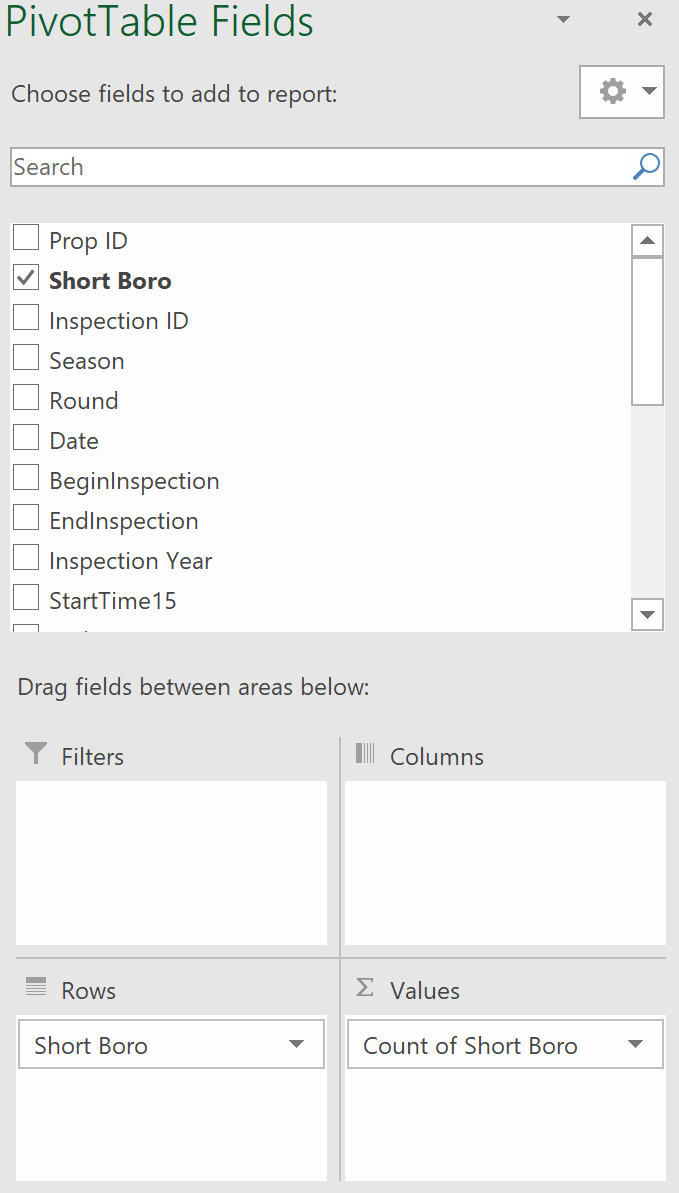 PivotTable Fields
Choose fields to add to report:
Search
Prop ID
Short Boro
Inspection ID
Season
Round
Date
BeginInspection
EndInspection
Inspection Year
StartTime15
Drag fields between areas below:
Filters
Columns
Rows
Values
Short Boro
Count of Short Boro